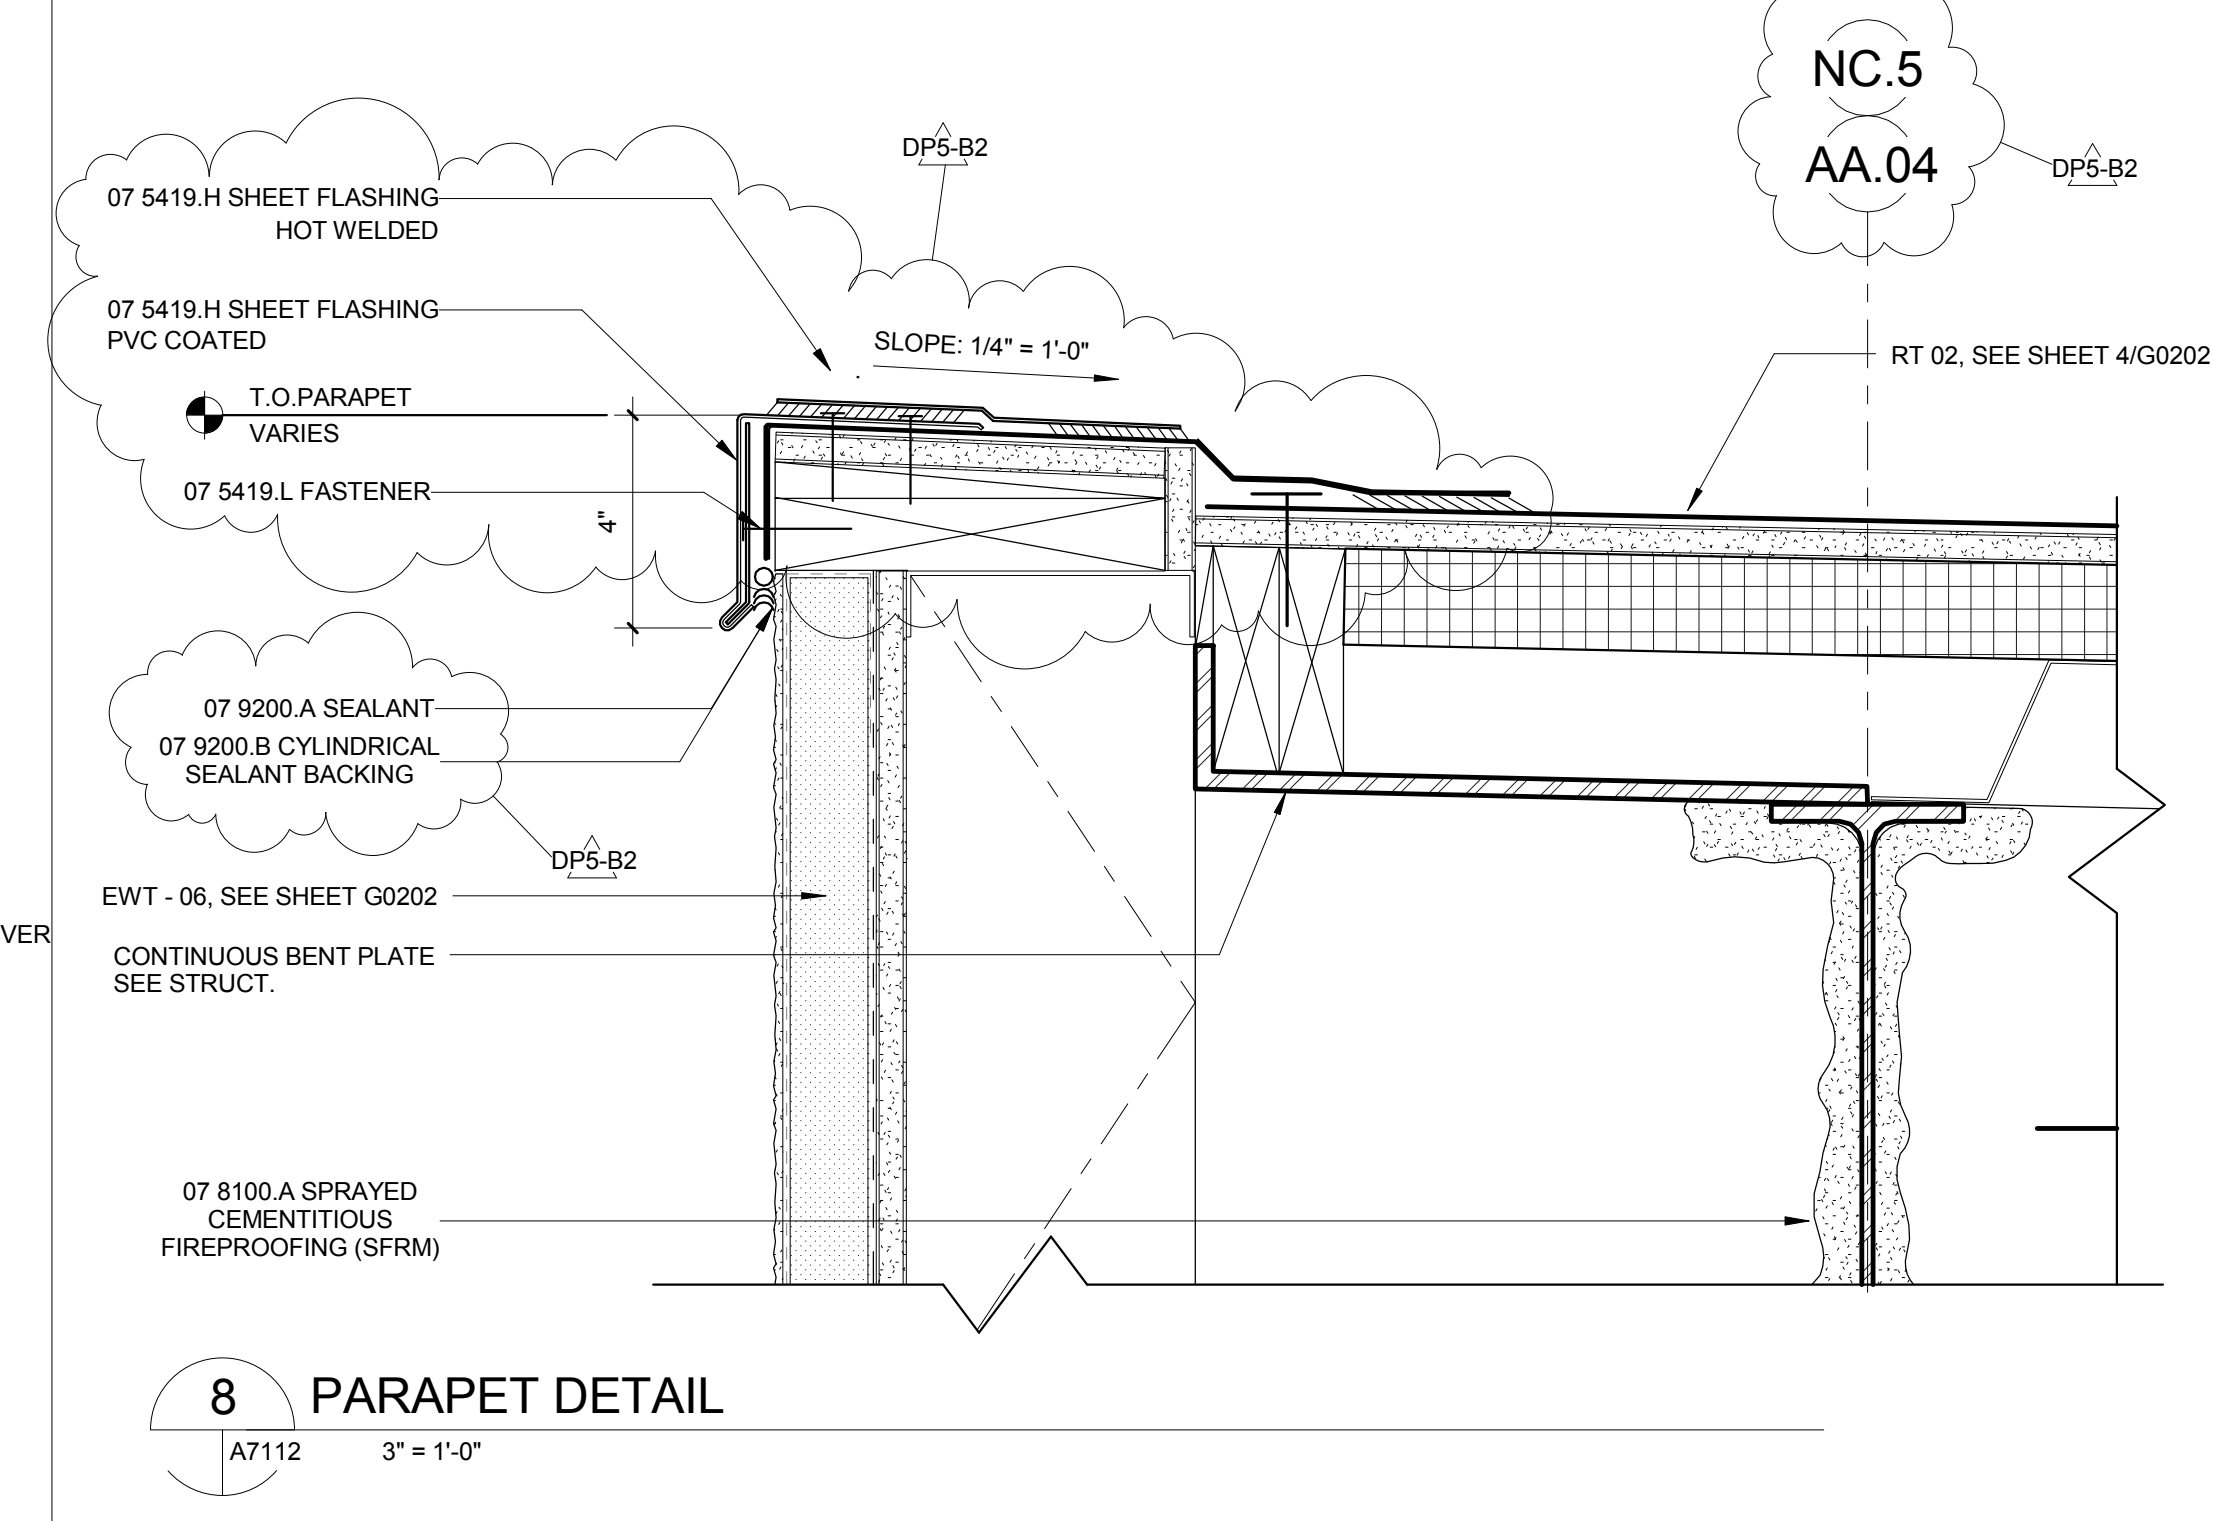 NC.5
AA.04
DP5-B2
DP5-B2
07 5419.H SHEET FLASHING
HOT WELDED
07 5419.H SHEET FLASHING
PVC COATED
SLOPE: 1/4" = 1'-0"
RT 02, SEE SHEET 4/G0202
T.O.PARAPET
VARIES
07 5419.L FASTENER
4"
07 9200.A SEALANT
07 9200.B CYLINDRICAL
SEALANT BACKING
DP5-B2
EWT - 06, SEE SHEET G0202
VER
CONTINUOUS BENT PLATE
SEE STRUCT.
07 8100.A SPRAYED
CEMENTITIOUS
FIREPROOFING (SFRM)
8 PARAPET DETAIL
A7112 3" = 1'-0"